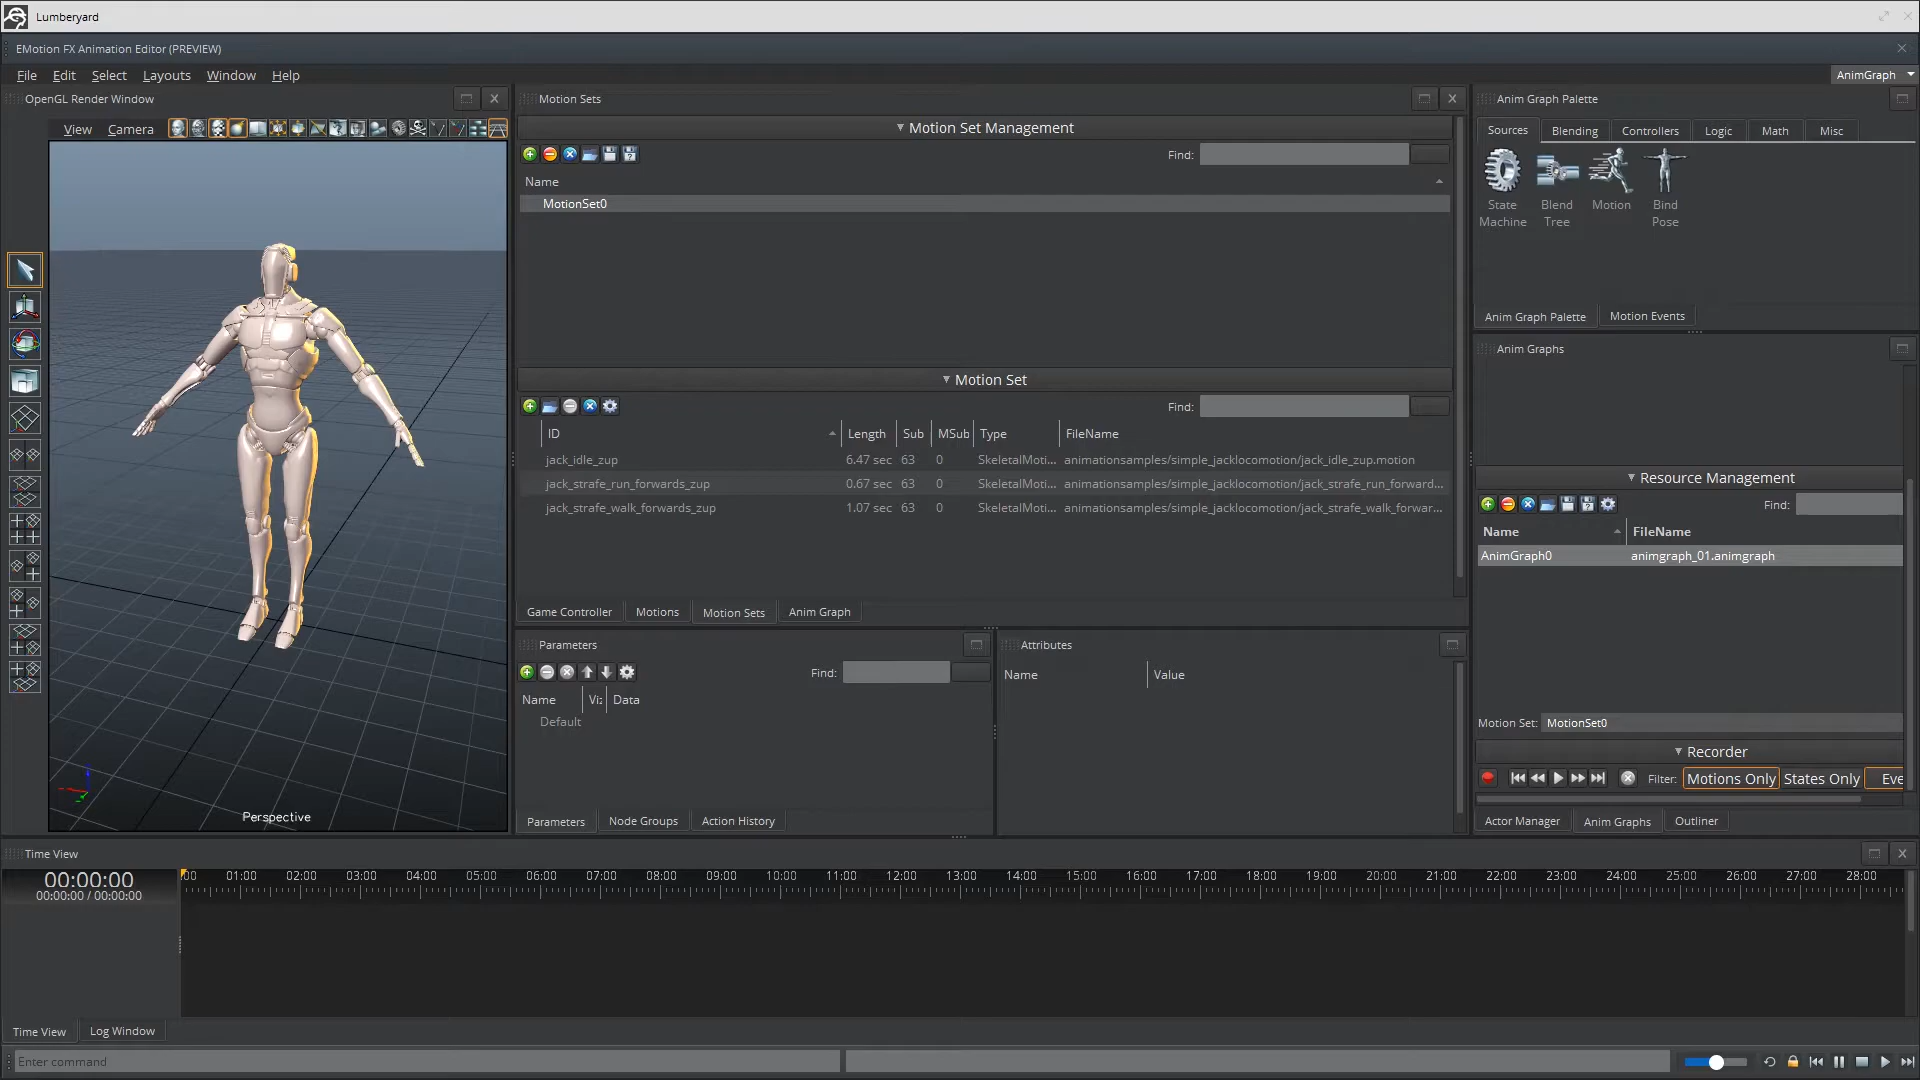 Lumberyard
EMotion FX Animation Editor (PREVIEW)
File Edit Select Layouts Window Help
AnimGraph
OpenGL Render Window
View Camera
Perspective
Motion Sets
Motion Set Management
Find:
Name
MotionSet0
Motion Set
Find:
ID Length Sub MSub Type FileName
jack_idle_zup 6.47 sec 63 0 SkeletalMoti... animationsamples/simple_jacklocomotion/jack_idle_zup.motion
jack_strafe_run_forwards_zup 0.67 sec 63 0 SkeletalMoti... animationsamples/simple_jacklocomotion/jack_strafe_run_forward...
jack_strafe_walk_forwards_zup 1.07 sec 63 0 SkeletalMoti... animationsamples/simple_jacklocomotion/jack_strafe_walk_forwar...
Game Controller Motions Motion Sets Anim Graph
Parameters
Find:
Name Vi: Data
Default
Parameters Node Groups Action History
Attributes
Name Value
Anim Graph Palette
Sources Blending Controllers Logic Math Misc
State Machine
Blend Tree
Motion
Bind Pose
Anim Graph Palette Motion Events
Anim Graphs
Resource Management
Find:
Name FileName
AnimGraph0 animgraph_01.animgraph
Motion Set: MotionSet0
Recorder
Filter: Motions Only States Only Eve
Actor Manager Anim Graphs Outliner
Time View
00:00:00
00:00:00 / 00:00:00
:00 01:00 02:00 03:00 04:00 05:00 06:00 07:00 08:00 09:00 10:00 11:00 12:00 13:00 14:00 15:00 16:00 17:00 18:00 19:00 20:00 21:00 22:00 23:00 24:00 25:00 26:00 27:00 28:00
Time View Log Window
Enter command